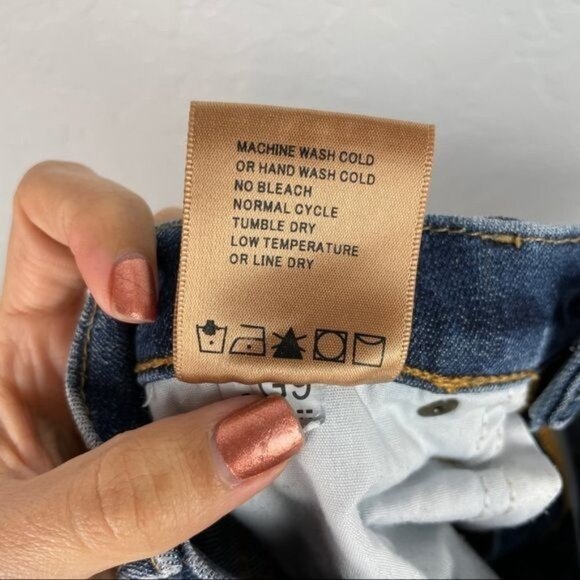 MACHINE WASH COLD
OR HAND WASH COLD
NO BLEACH
NORMAL CYCLE
TUMBLE DRY
LOW TEMPERATURE
OR LINE DRY